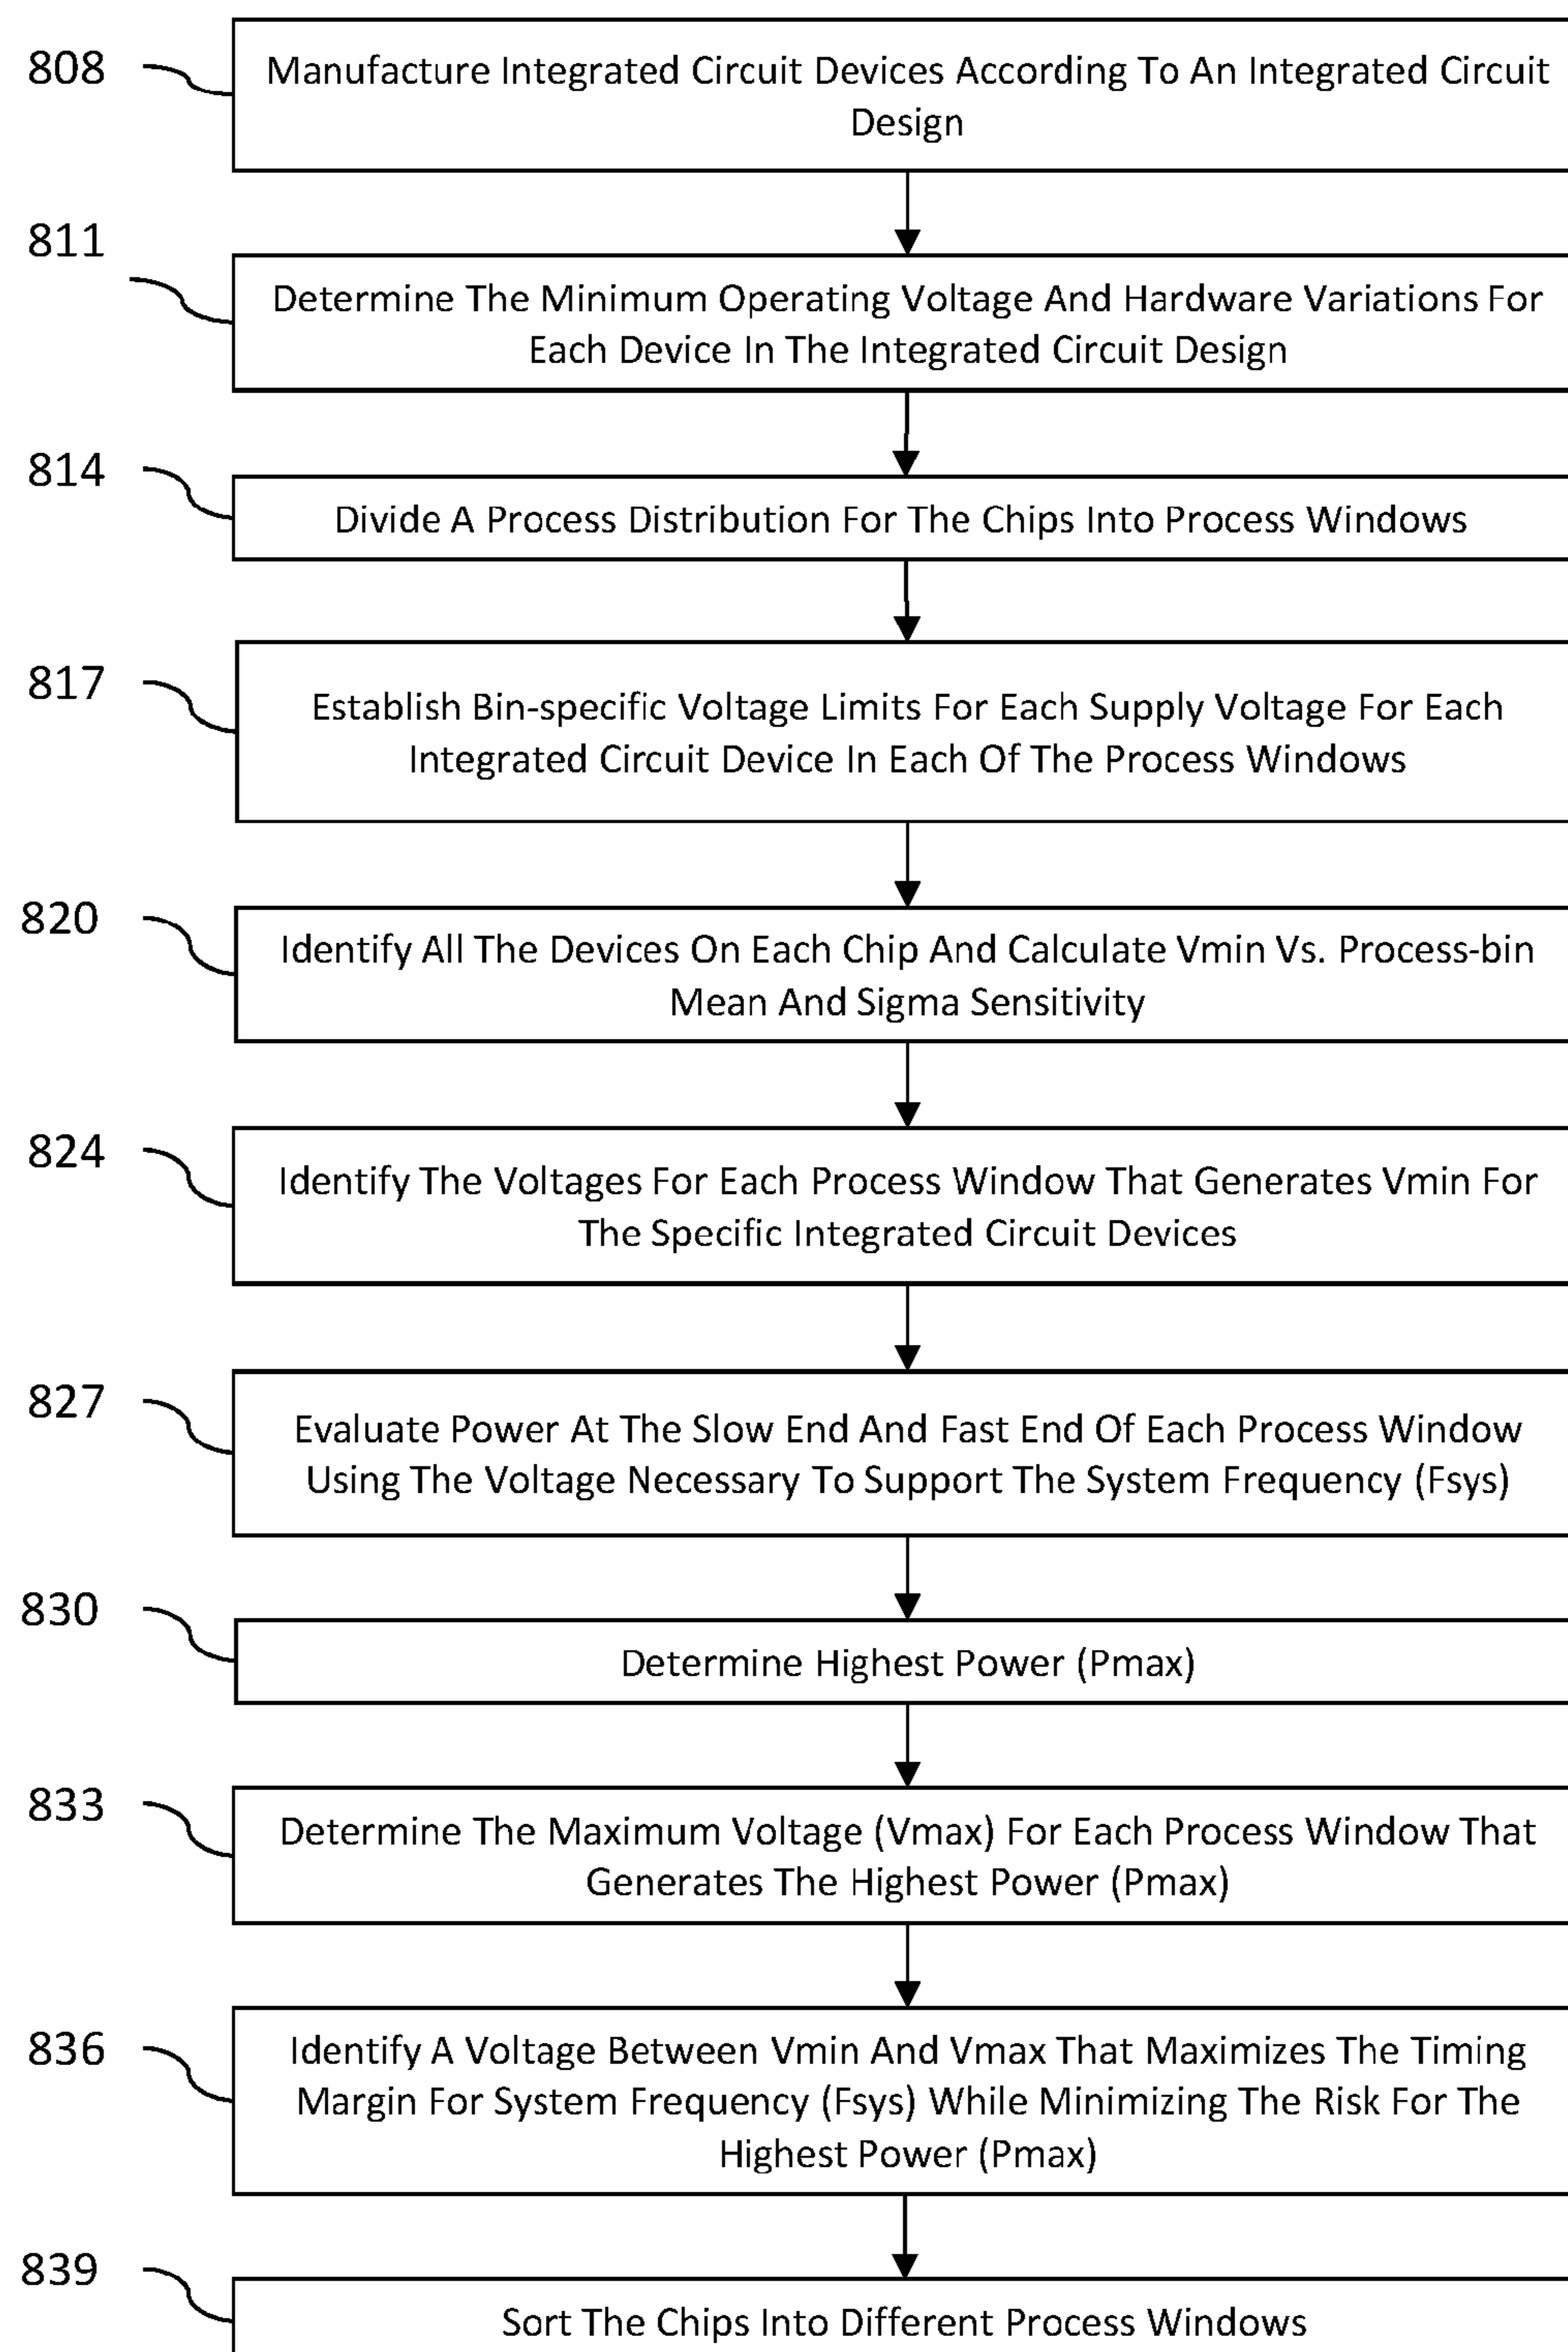 808
Manufacture Integrated Circuit Devices According To An Integrated Circuit
Design
811
Determine The Minimum Operating Voltage And Hardware Variations For
Each Device In The Integrated Circuit Design
814
Divide A Process Distribution For The Chips Into Process Windows
817
Establish Bin-specific Voltage Limits For Each Supply Voltage For Each
Integrated Circuit Device In Each Of The Process Windows
820
Identify All The Devices On Each Chip And Calculate Vmin Vs. Process-bin
Mean And Sigma Sensitivity
824
Identify The Voltages For Each Process Window That Generates Vmin For
The Specific Integrated Circuit Devices
827
Evaluate Power At The Slow End And Fast End Of Each Process Window
Using The Voltage Necessary To Support The System Frequency (Fsys)
830
Determine Highest Power (Pmax)
833
Determine The Maximum Voltage (Vmax) For Each Process Window That
Generates The Highest Power (Pmax)
836
Identify A Voltage Between Vmin And Vmax That Maximizes The Timing
Margin For System Frequency (Fsys) While Minimizing The Risk For The
Highest Power (Pmax)
839
Sort The Chips Into Different Process Windows